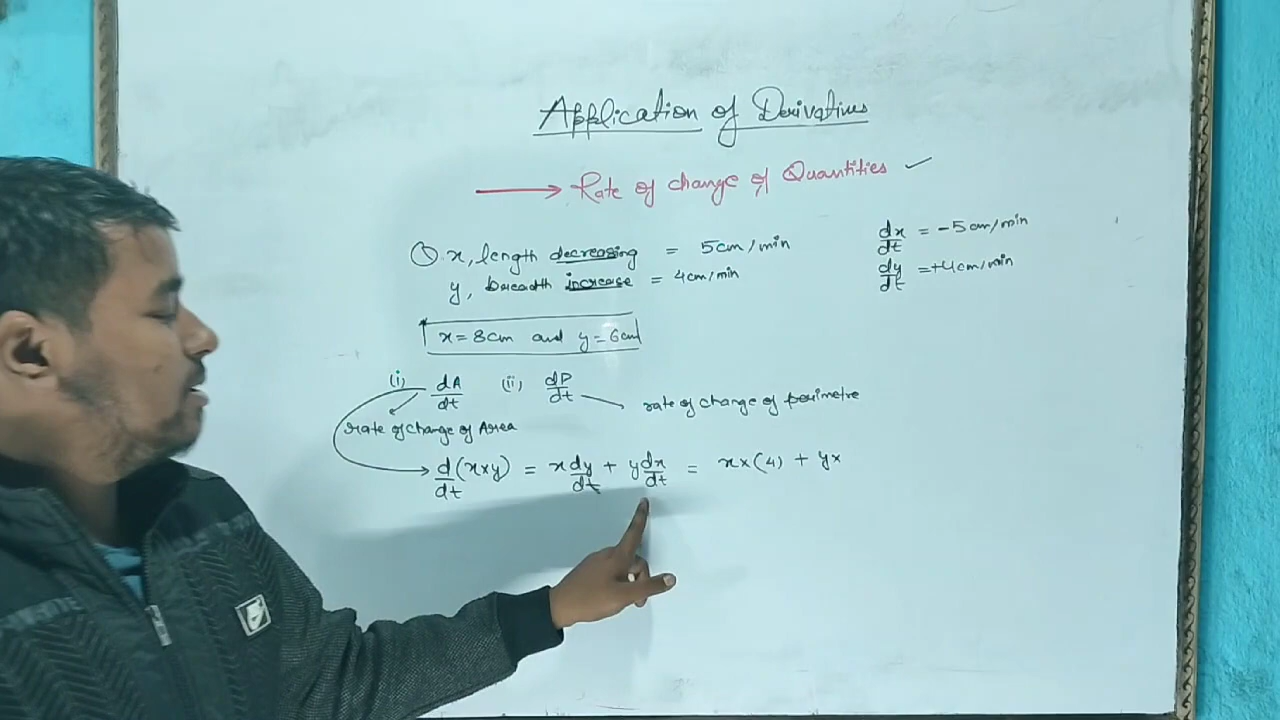 Application of Derivatives
⟶ Rate of change of Quantities ✓
① x, length decreasing = 5cm/min
y, breadth increase = 4cm/min
dx/dt = -5cm/min
dy/dt = +4cm/min
x=8cm and y=6cm
(i) dA/dt (ii) dP/dt
rate of change of perimetre
Rate of change of Area
d/dt (x×y) = x dy/dt + y dx/dt = x×(4) + y×